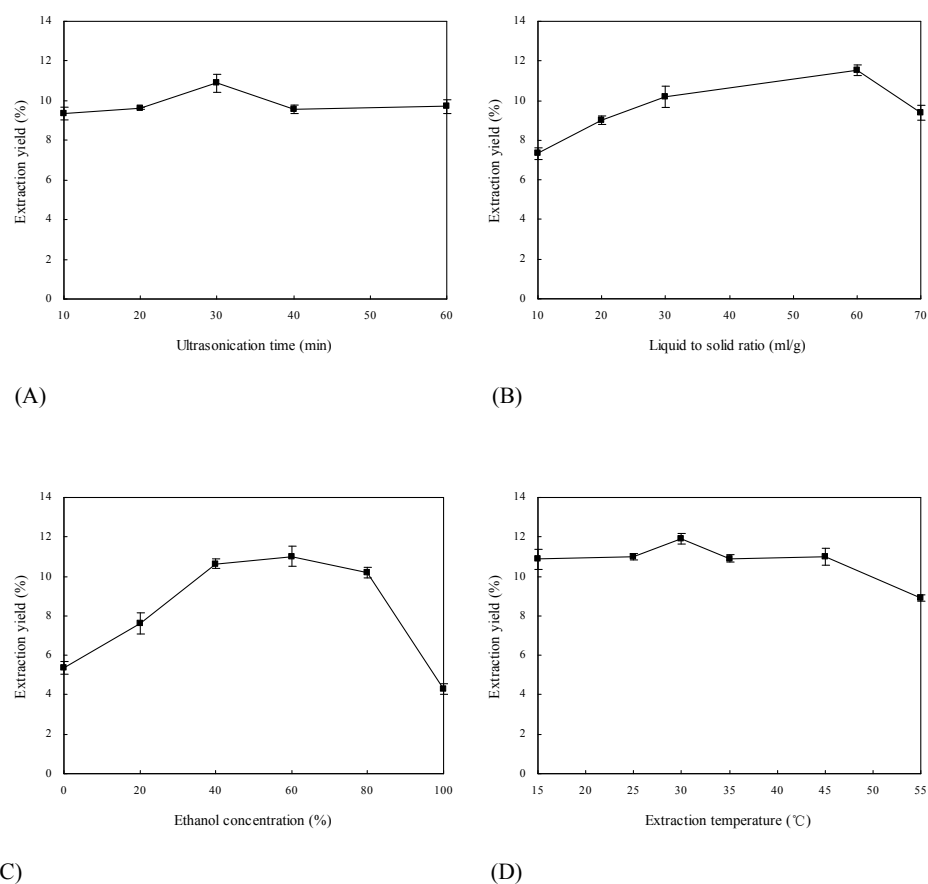 14
12
10
8
6
4
2
0
Extraction yield (%)
10 20 30 40 50 60
Ultrasonication time (min)
(A)
14
12
10
8
6
4
2
0
Extraction yield (%)
10 20 30 40 50 60 70
Liquid to solid ratio (ml/g)
(B)
14
12
10
8
6
4
2
0
Extraction yield (%)
0 20 40 60 80 100
Ethanol concentration (%)
C)
14
12
10
8
6
4
2
0
Extraction yield (%)
15 20 25 30 35 40 45 50 55
Extraction temperature (℃)
(D)